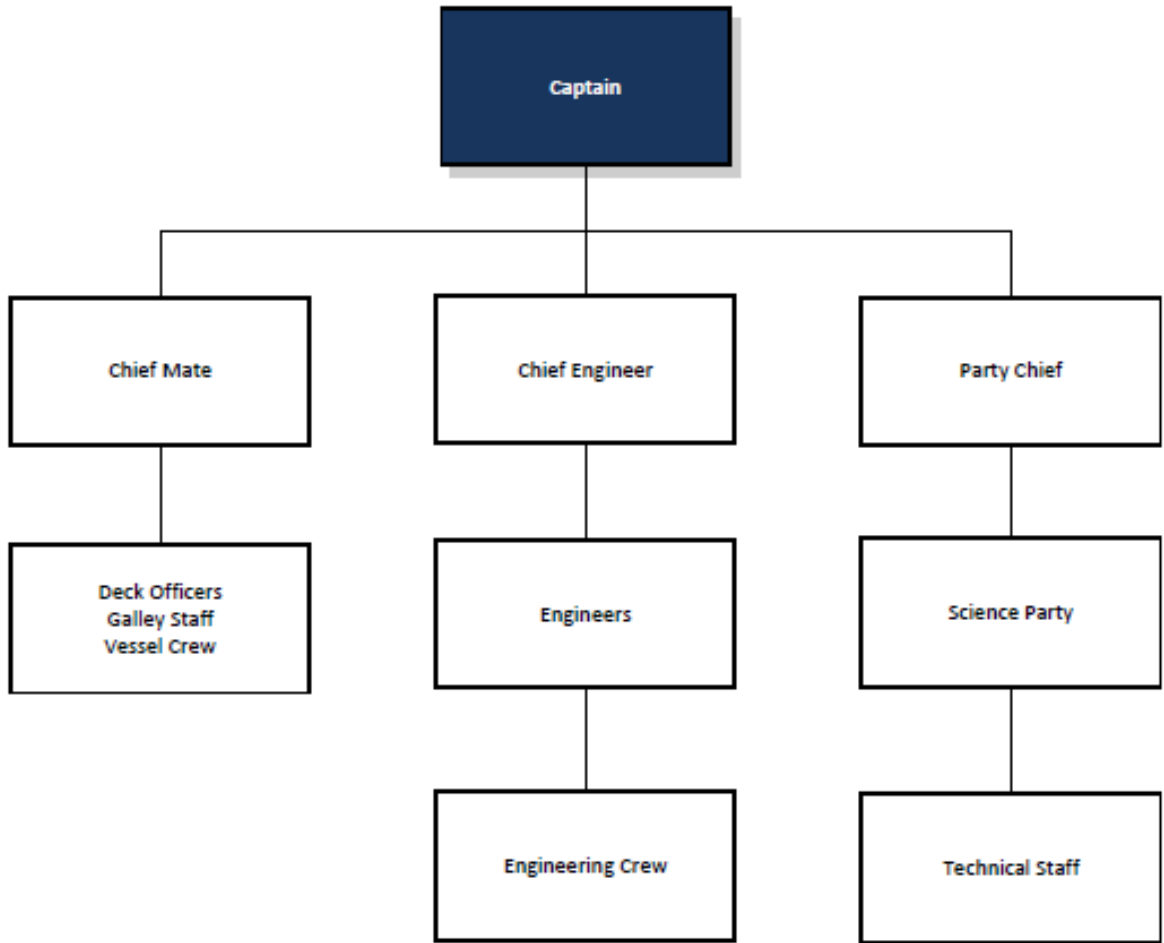 Captain
Chief Mate
Chief Engineer
Party Chief
Deck Officers
Galley Staff
Vessel Crew
Engineers
Science Party
Engineering Crew
Technical Staff